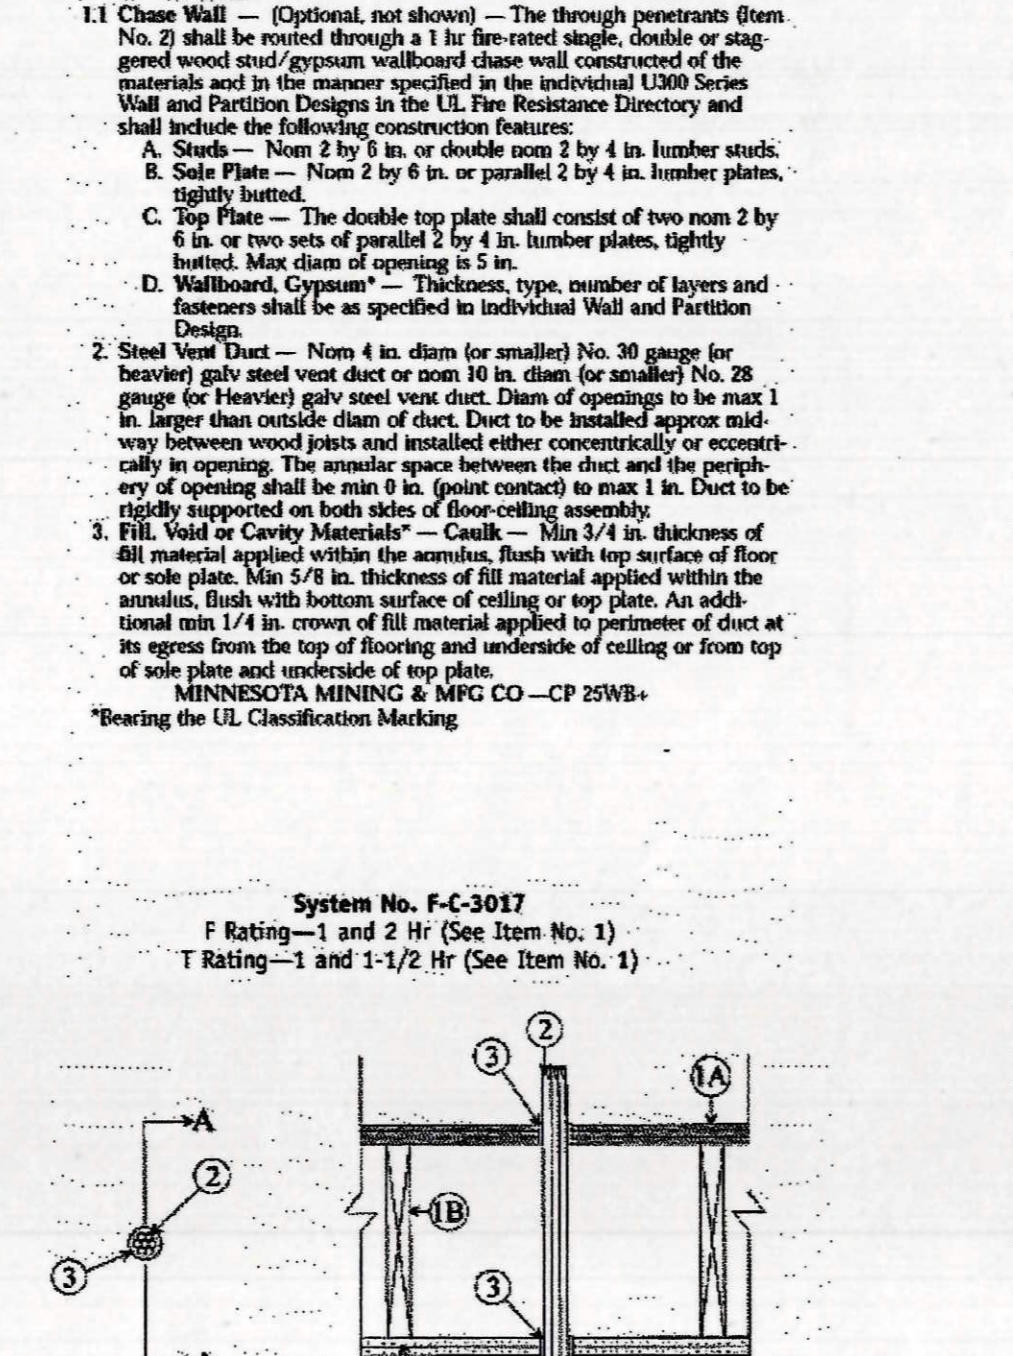 1.1 Chase Wall — (Optional, not shown) — The through penetrants (Item
No. 2) shall be routed through a 1 hr fire-rated single, double or stag-
gered wood stud/gypsum wallboard chase wall constructed of the
materials and in the manner specified in the individual U300 Series
Wall and Partition Designs in the UL Fire Resistance Directory and
shall include the following construction features:
A. Studs — Nom 2 by 6 in. or double nom 2 by 4 in. lumber studs.
B. Sole Plate — Nom 2 by 6 in. or parallel 2 by 4 in. lumber plates,
tightly butted.
C. Top Plate — The double top plate shall consist of two nom 2 by
6 in. or two sets of parallel 2 by 4 in. lumber plates, tightly
butted. Max diam of opening is 5 in.
D. Wallboard, Gypsum* — Thickness, type, number of layers and
fasteners shall be as specified in individual Wall and Partition
Design.
2. Steel Vent Duct — Nom 4 in. diam (or smaller) No. 30 gauge (or
heavier) galv steel vent duct or nom 10 in. diam (or smaller) No. 28
gauge (or Heavier) galv steel vent duct. Diam of openings to be max 1
in. larger than outside diam of duct. Duct to be installed approx mid-
way between wood joists and installed either concentrically or eccentri-
cally in opening. The annular space between the duct and the periph-
ery of opening shall be min 0 in. (point contact) to max 1 in. Duct to be
rigidly supported on both sides of floor-ceiling assembly.
3. Fill, Void or Cavity Materials* — Caulk — Min 3/4 in. thickness of
fill material applied within the annulus, flush with top surface of floor
or sole plate. Min 5/8 in. thickness of fill material applied within the
annulus, flush with bottom surface of ceiling or top plate. An addi-
tional min 1/4 in. crown of fill material applied to perimeter of duct at
its egress from the top of flooring and underside of ceiling or from top
of sole plate and underside of top plate.
MINNESOTA MINING & MFG CO —CP 25WB+
*Bearing the UL Classification Marking
System No. F-C-3017
F Rating—1 and 2 Hr (See Item No. 1)
T Rating—1 and 1-1/2 Hr (See Item No. 1)
2
3
1A
A
2
1B
3
3